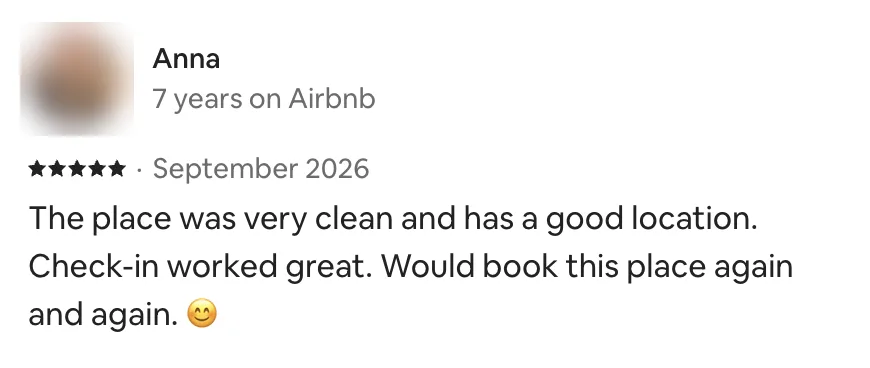 Anna
7 years on Airbnb
★★★★★ · September 2026
The place was very clean and has a good location.
Check-in worked great. Would book this place again
and again. 😊